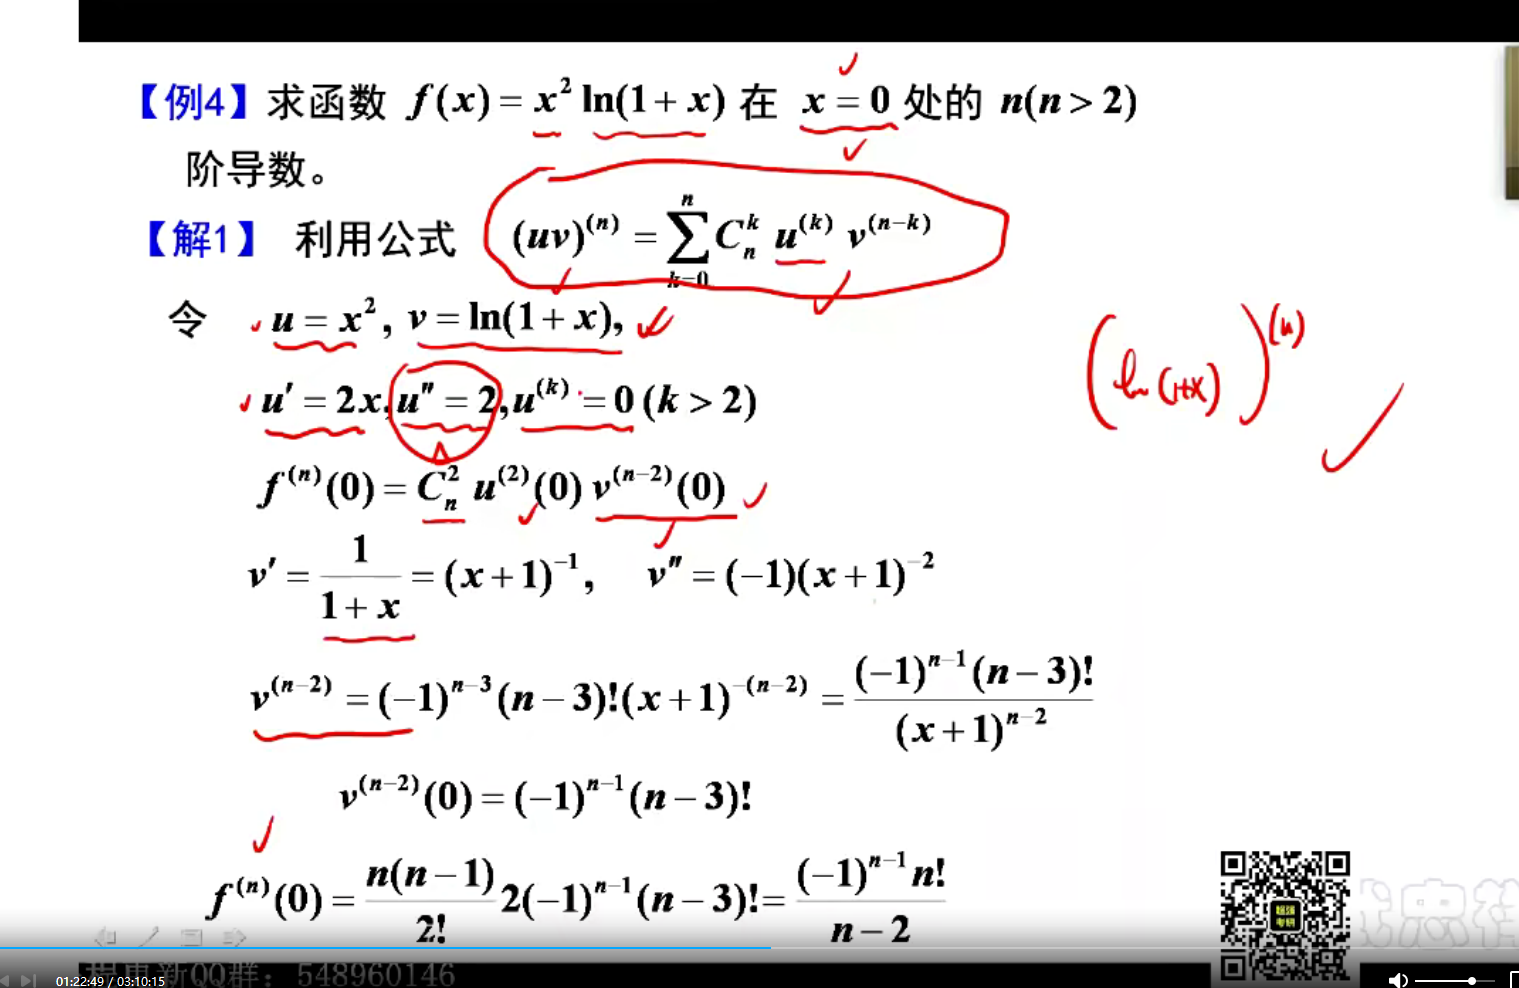 【例4】求函数 f(x) = x² ln(1 + x) 在 x = 0 处的 n(n > 2)
阶导数。
【解1】 利用公式 (uv)⁽ⁿ⁾ = \sum_{k=0}^{n} C_n^k u^{(k)} v^{(n-k)}
令 u = x², v = ln(1 + x),
u' = 2x, u" = 2, u^{(k)} = 0 (k > 2)
(ln(1+x))^{(n)}
f^{(n)}(0) = C_n^2 u^{(2)}(0) v^{(n-2)}(0)
v' = \frac{1}{1+x} = (x+1)^{-1}, v" = (-1)(x+1)^{-2}
v^{(n-2)} = (-1)^{n-3}(n-3)!(x+1)^{-(n-2)} = \frac{(-1)^{n-1}(n-3)!}{(x+1)^{n-2}}
v^{(n-2)}(0) = (-1)^{n-1}(n-3)!
f^{(n)}(0) = \frac{n(n-1)}{2!} 2(-1)^{n-1}(n-3)! = \frac{(-1)^{n-1} n!}{n-2}
QQ群：548960146
01:22:49 / 03:10:15